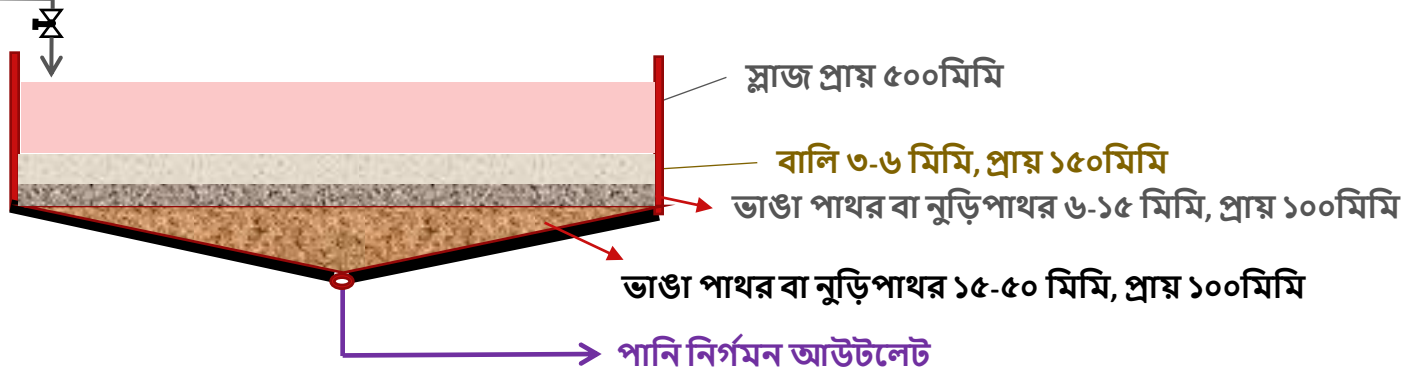 স্লাজ প্রায় ৫০০মিমি
বালি ৩-৬ মিমি, প্রায় ১৫০মিমি
ভাঙা পাথর বা নুড়িপাথর ৬-১৫ মিমি, প্রায় ১০০মিমি
ভাঙা পাথর বা নুড়িপাথর ১৫-৫০ মিমি, প্রায় ১০০মিমি
পানি নির্গমন আউটলেট